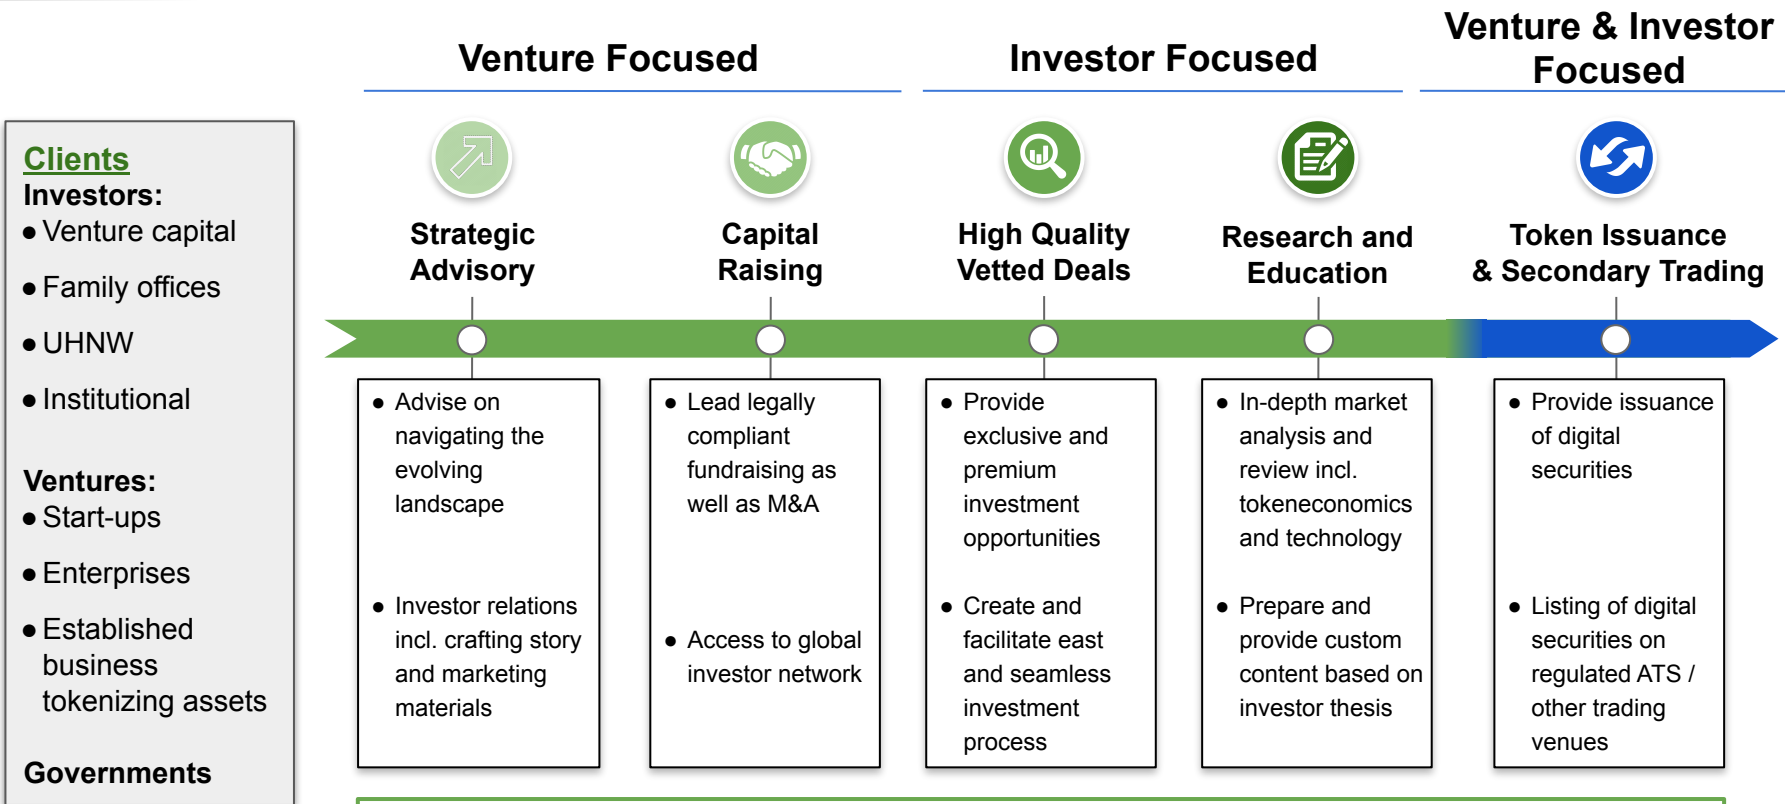 Venture Focused
Investor Focused
Venture & Investor
Focused
Clients
Investors:
● Venture capital
● Family offices
● UHNW
● Institutional
Ventures:
● Start-ups
● Enterprises
● Established
business
tokenizing assets
Governments
Strategic
Advisory
Capital
Raising
High Quality
Vetted Deals
Research and
Education
Token Issuance
& Secondary Trading
● Advise on
navigating the
evolving
landscape
● Investor relations
incl. crafting story
and marketing
materials
● Lead legally
compliant
fundraising as
well as M&A
● Access to global
investor network
● Provide
exclusive and
premium
investment
opportunities
● Create and
facilitate east
and seamless
investment
process
● In-depth market
analysis and
review incl.
tokeneconomics
and technology
● Prepare and
provide custom
content based on
investor thesis
● Provide issuance
of digital
securities
● Listing of digital
securities on
regulated ATS /
other trading
venues